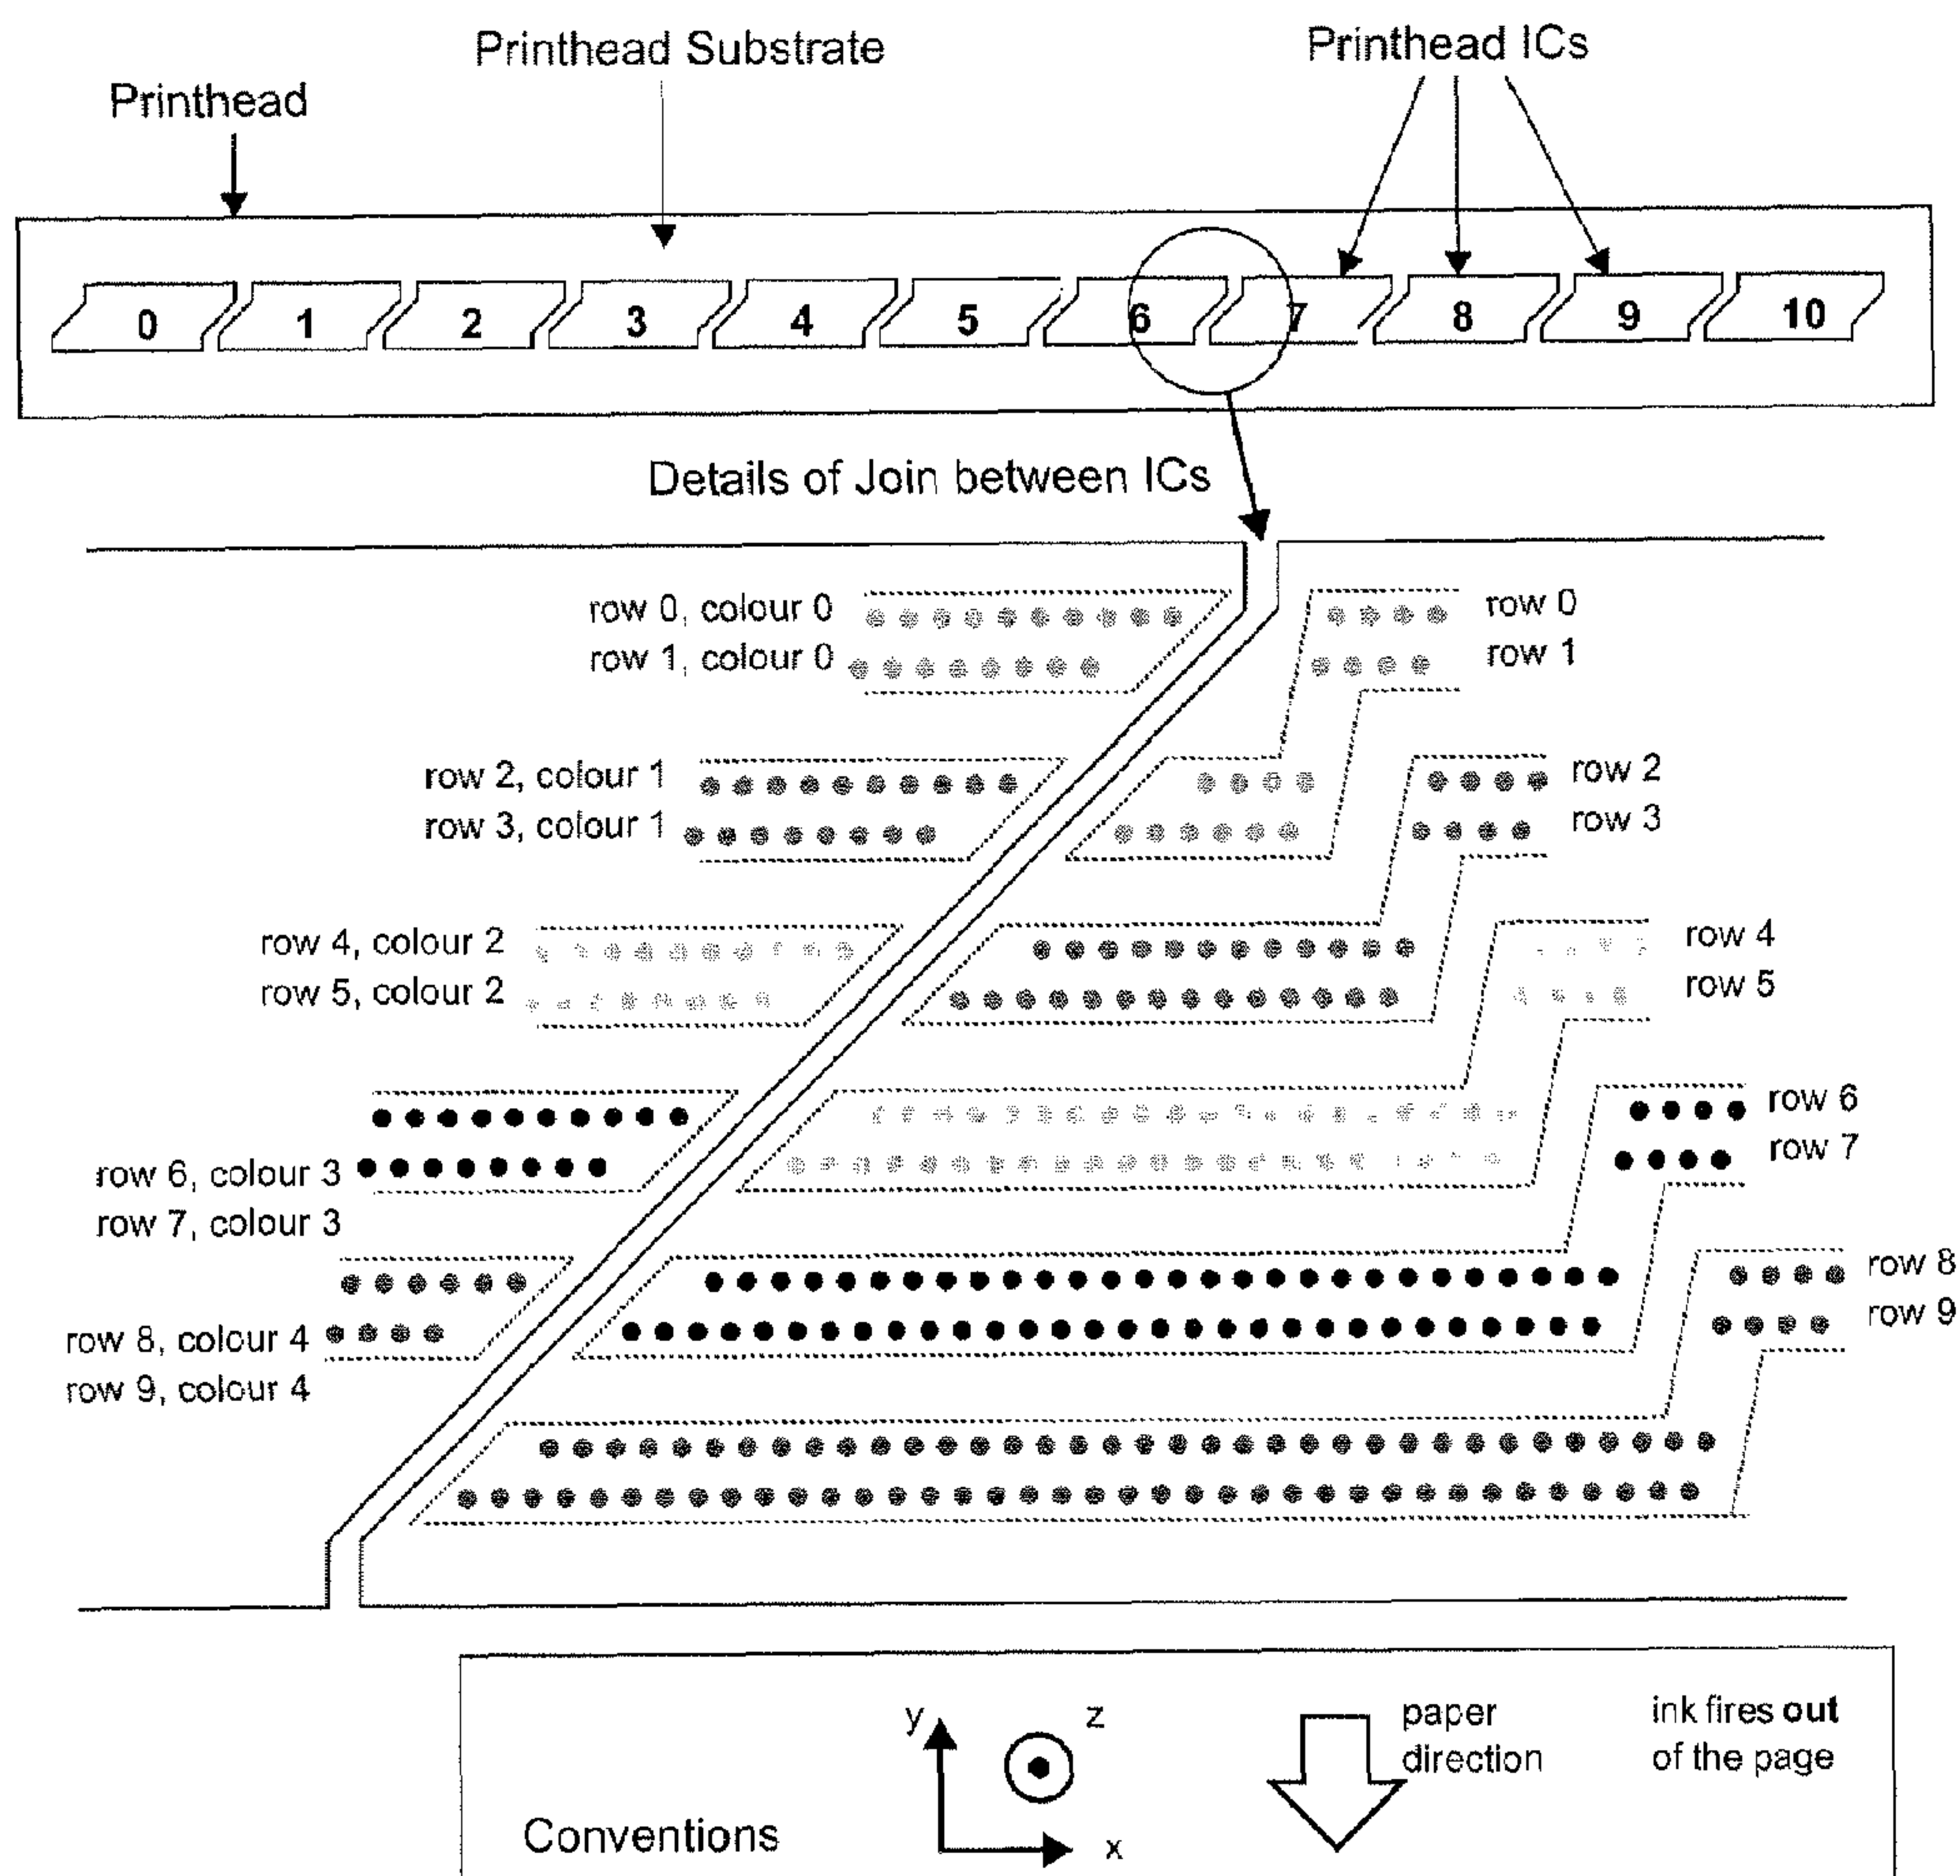 Printhead Substrate
Printhead ICs
Printhead
0 1 2 3 4 5 6 7 8 9 10
Details of Join between ICs
row 0, colour 0
row 0
row 1, colour 0
row 1
row 2, colour 1
row 2
row 3, colour 1
row 3
row 4, colour 2
row 4
row 5, colour 2
row 5
row 6
row 7
row 6, colour 3
row 7, colour 3
row 8
row 9
row 8, colour 4
row 9, colour 4
y
z
x
paper
direction
ink fires out
of the page
Conventions